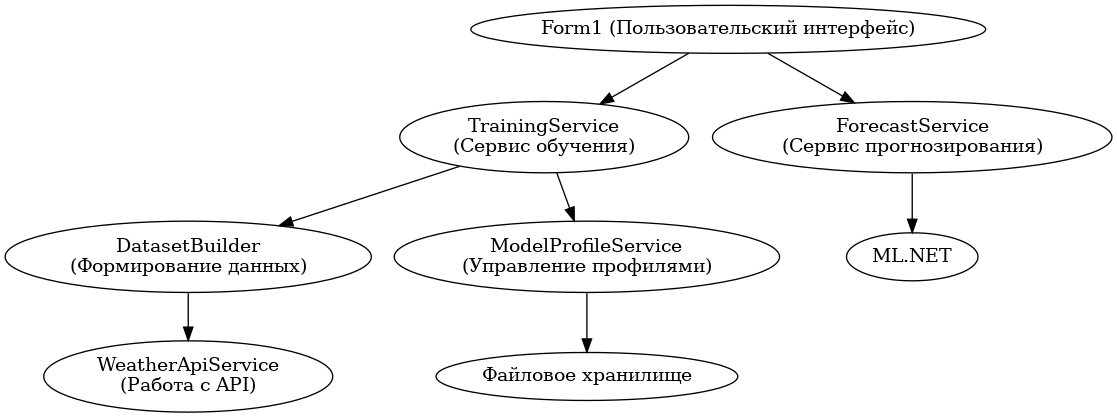 Form1 (Пользовательский интерфейс)
TrainingService
(Сервис обучения)
ForecastService
(Сервис прогнозирования)
DatasetBuilder
(Формирование данных)
ModelProfileService
(Управление профилями)
ML.NET
WeatherApiService
(Работа с API)
Файловое хранилище